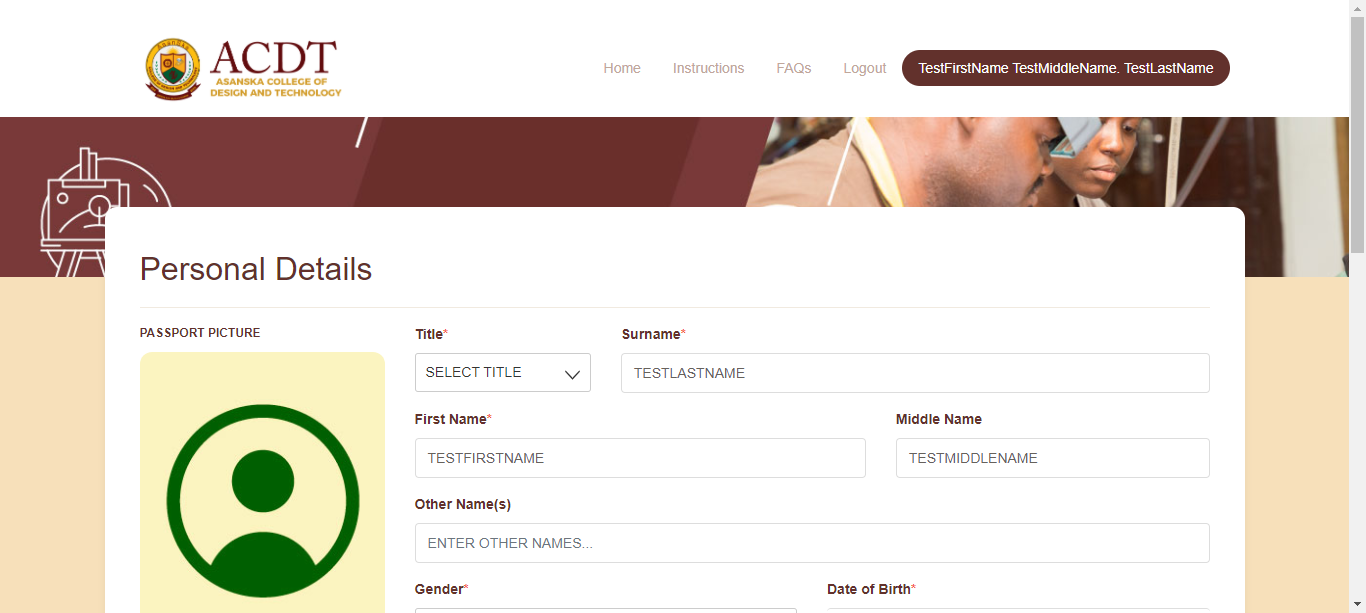 Asanska
ACDT
ASANSKA COLLEGE OF
DESIGN AND TECHNOLOGY
Home
Instructions
FAQs
Logout
TestFirstName TestMiddleName. TestLastName
Personal Details
PASSPORT PICTURE
Title*
Surname*
SELECT TITLE
TESTLASTNAME
First Name*
Middle Name
TESTFIRSTNAME
TESTMIDDLENAME
Other Name(s)
ENTER OTHER NAMES...
Gender*
Date of Birth*